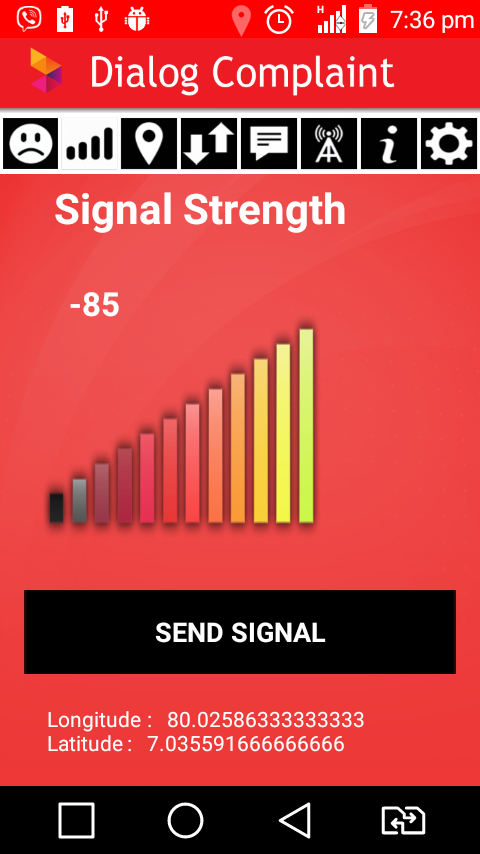 H
7:36 pm
Dialog Complaint
Signal Strength
-85
SEND SIGNAL
Longitude : 80.02586333333333
Latitude : 7.035591666666666